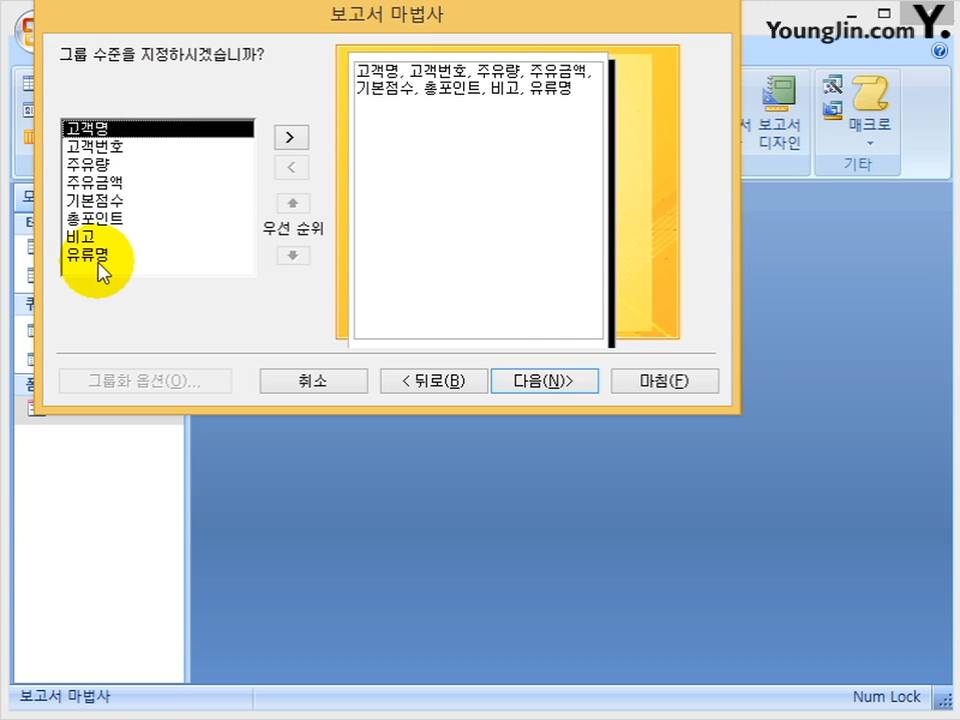 보고서 마법사
YoungJin.com Y.
그룹 수준을 지정하시겠습니까?
고객명, 고객번호, 주유량, 주유금액,
기본점수, 총포인트, 비고, 유류명
고객명
고객번호
주유량
주유금액
기본점수
총포인트
비고
유류명
>
<
우선 순위
그룹화 옵션(O)...
취소
< 뒤로(B)
다음(N)>
마침(F)
보고서
디자인
매크로
기타
보고서 마법사
Num Lock